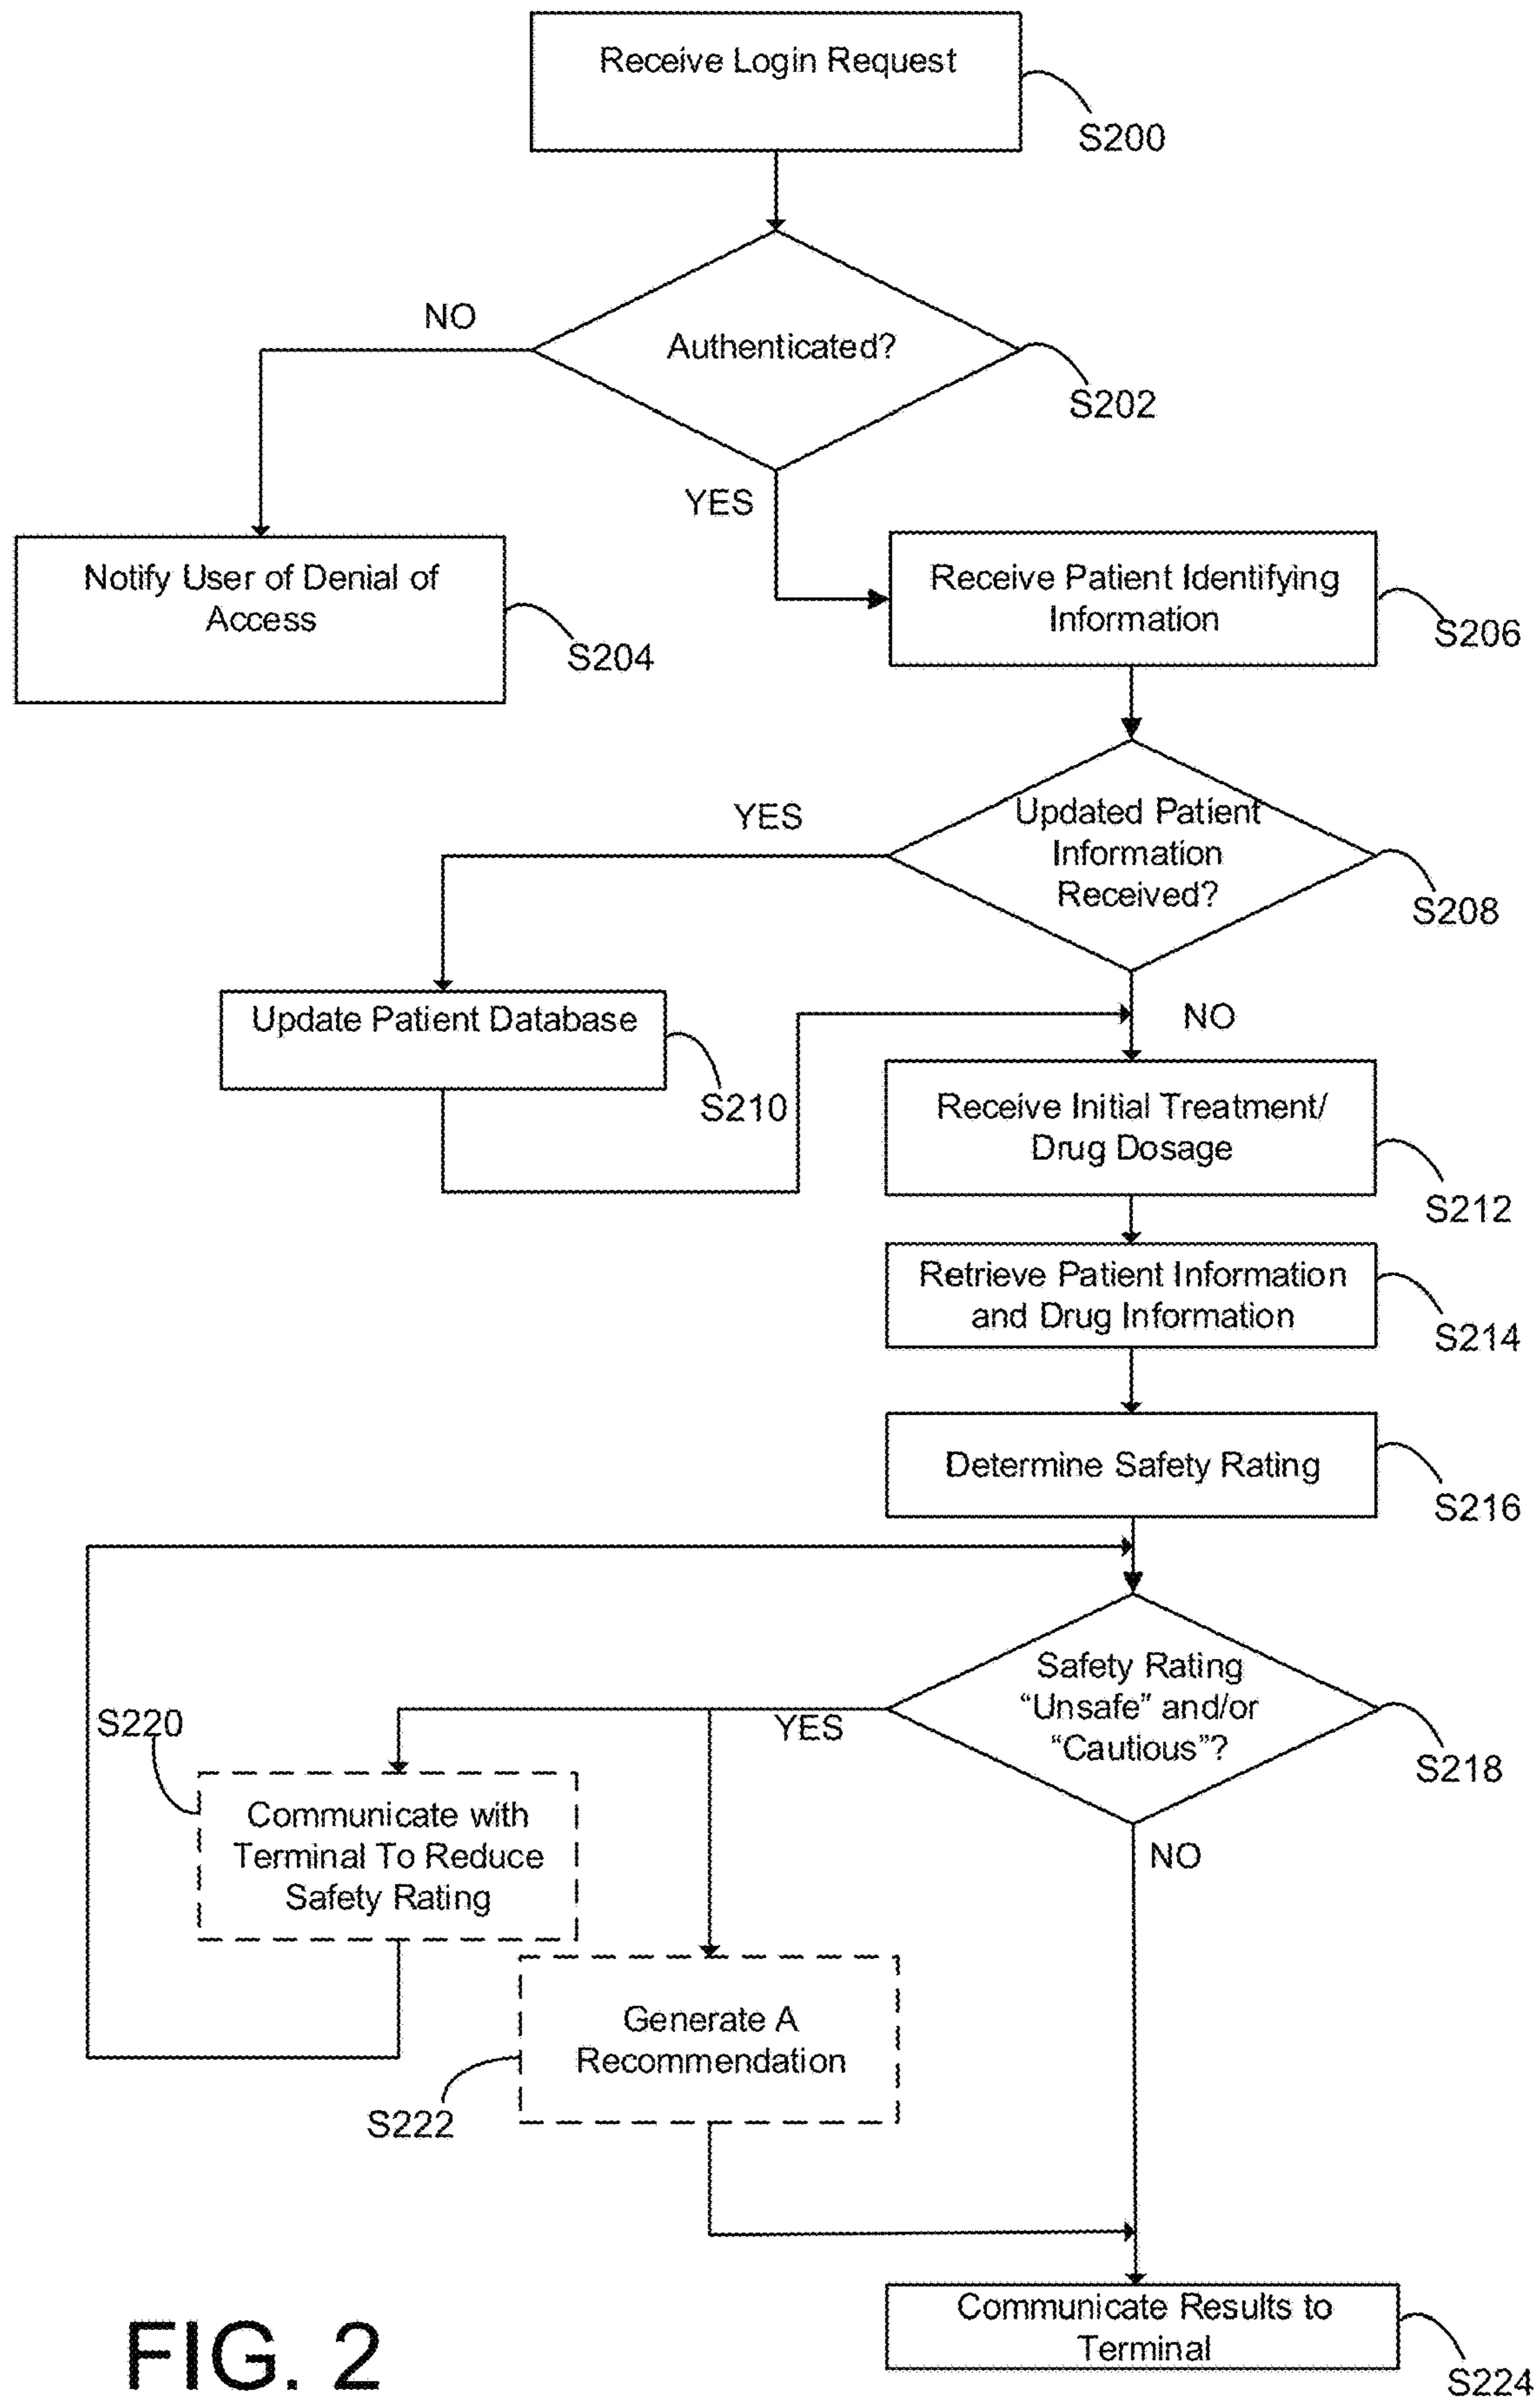 Receive Login Request
S200
NO
Authenticated?
S202
YES
Notify User of Denial of
Access
S204
Receive Patient Identifying
Information
S206
YES
Updated Patient
Information
Received?
S208
Update Patient Database
S210
NO
Receive Initial Treatment/
Drug Dosage
S212
Retrieve Patient Information
and Drug Information
S214
Determine Safety Rating
S216
Safety Rating
“Unsafe” and/or
“Cautious”?
S218
YES
S220
Communicate with
Terminal To Reduce
Safety Rating
NO
Generate A
Recommendation
S222
Communicate Results to
Terminal
S224
FIG. 2